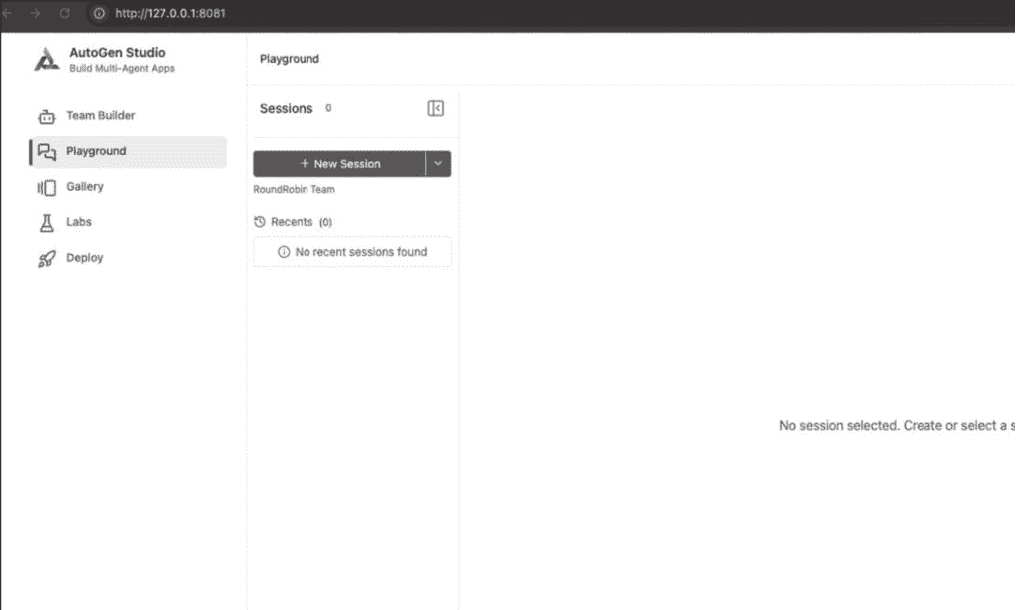 http://127.0.0.1:8081
AutoGen Studio
Build Multi-Agent Apps
Team Builder
Playground
Gallery
Labs
Deploy
Playground
Sessions 0
+ New Session
RoundRobin Team
Recents (0)
No recent sessions found
No session selected. Create or select a s